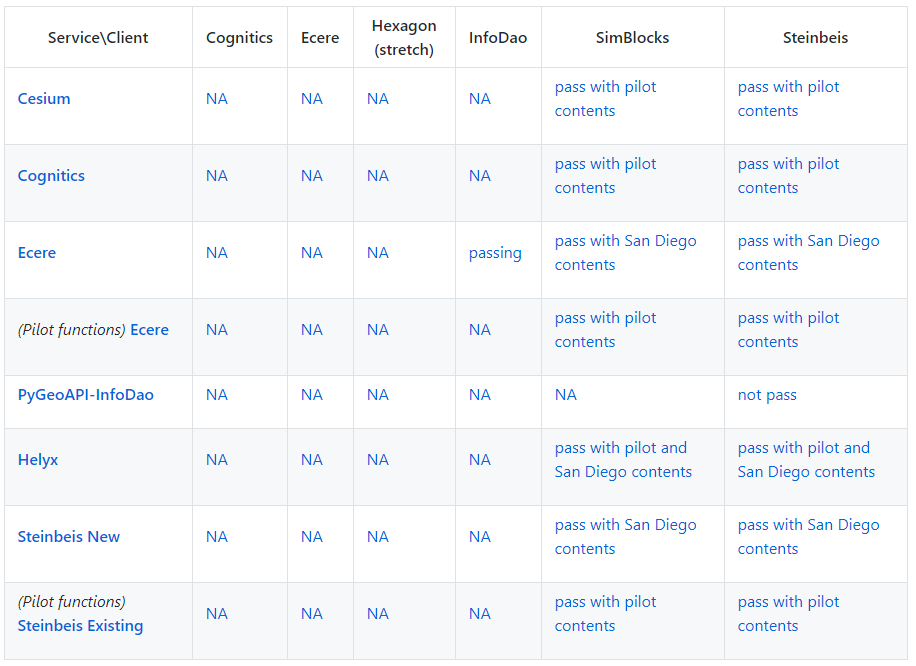 Service\Client Cognitics Ecere Hexagon (stretch) InfoDao SimBlocks Steinbeis
Cesium NA NA NA NA pass with pilot contents pass with pilot contents
Cognitics NA NA NA NA pass with pilot contents pass with pilot contents
Ecere NA NA NA passing pass with San Diego contents pass with San Diego contents
(Pilot functions) Ecere NA NA NA NA pass with pilot contents pass with pilot contents
PyGeoAPI-InfoDao NA NA NA NA NA not pass
Helyx NA NA NA NA pass with pilot and San Diego contents pass with pilot and San Diego contents
Steinbeis New NA NA NA NA pass with San Diego contents pass with San Diego contents
(Pilot functions) Steinbeis Existing NA NA NA NA pass with pilot contents pass with pilot contents